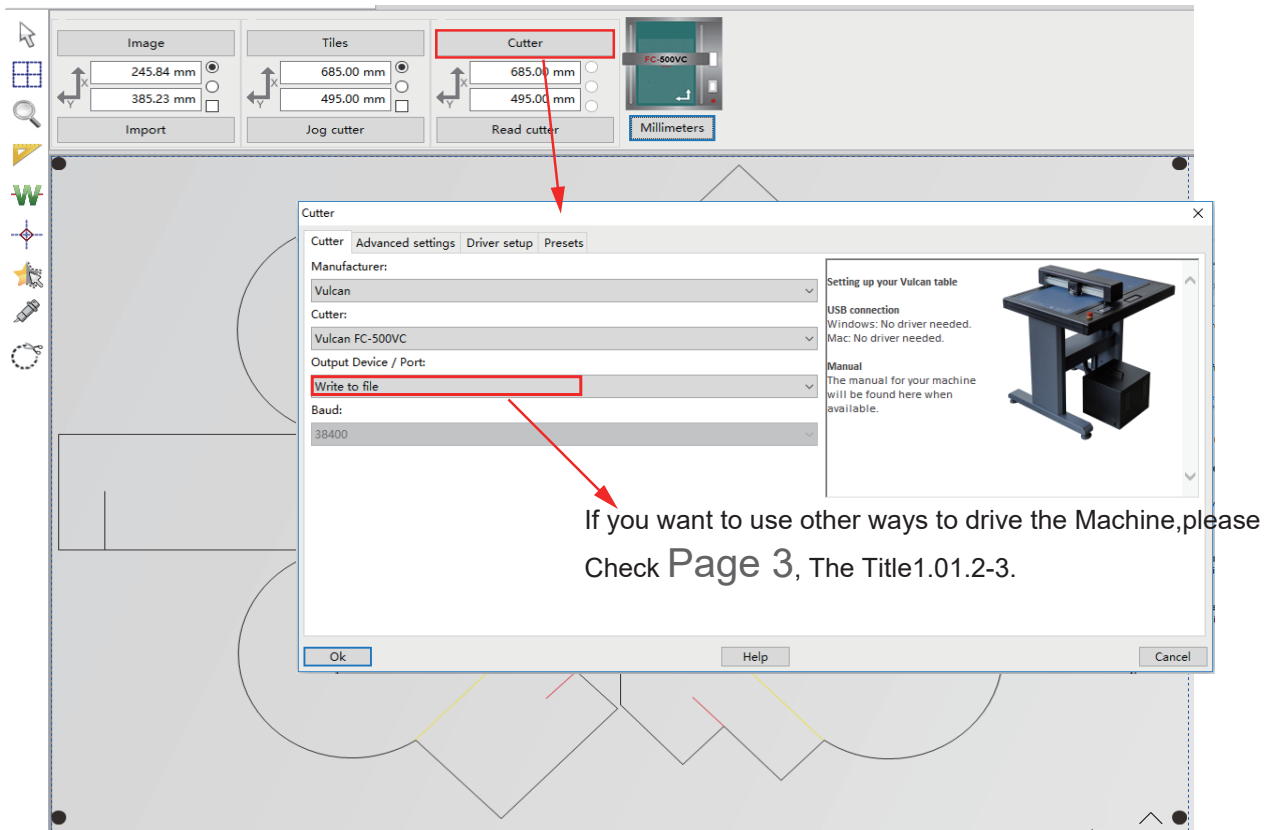 Image
Tiles
Cutter
245.84 mm
685.00 mm
685.00 mm
385.23 mm
495.00 mm
495.00 mm
X
Y
X
Y
X
Y
FC-500VC
Import
Jog cutter
Read cutter
Millimeters
W
Cutter
Cutter
Advanced settings
Driver setup
Presets
Manufacturer:
Vulcan
Cutter:
Vulcan FC-500VC
Output Device / Port:
Write to file
Baud:
38400
Setting up your Vulcan table
USB connection
Windows: No driver needed.
Mac: No driver needed.
Manual
The manual for your machine
will be found here when
available.
If you want to use other ways to drive the Machine,please
Check Page 3, The Title1.01.2-3.
Ok
Help
Cancel